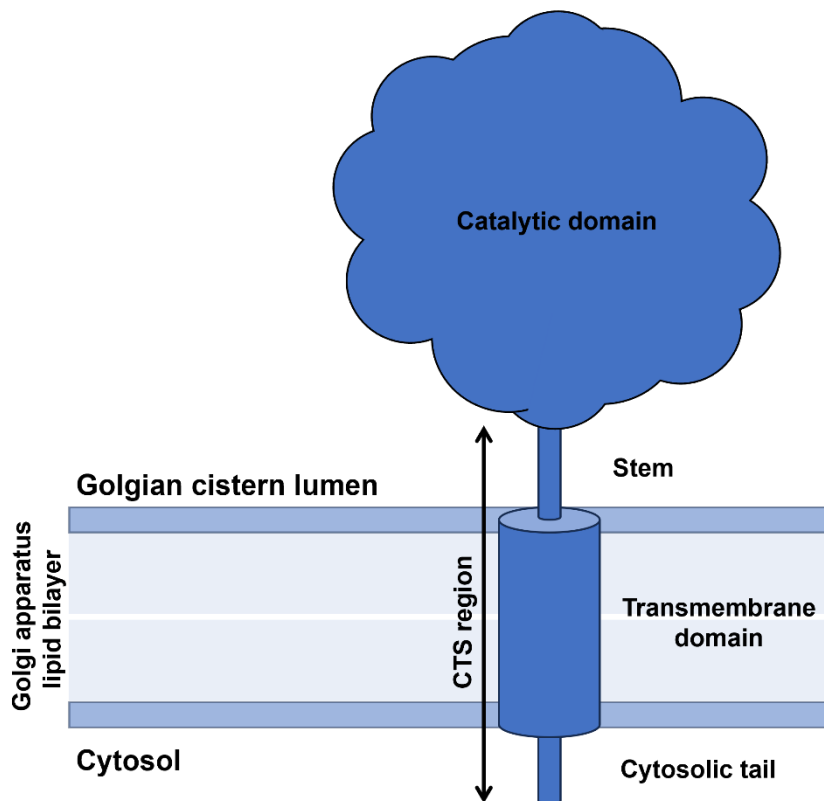 Catalytic domain
Stem
Golgian cistern lumen
Golgi apparatus
lipid bilayer
CTS region
Transmembrane
domain
Cytosol
Cytosolic tail